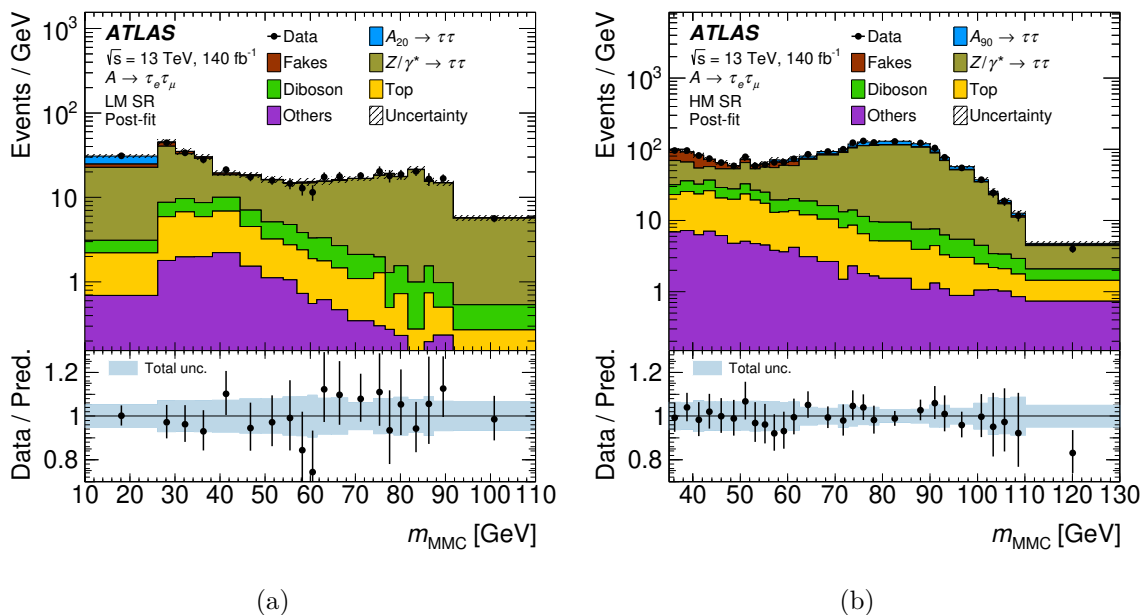 Events / GeV
10³
10²
10
1
ATLAS
√s = 13 TeV, 140 fb⁻¹
A → τₑτ_μ
LM SR
Post-fit
Data
A₂₀ → ττ
Fakes
Z/γ* → ττ
Diboson
Top
Others
Uncertainty
Data / Pred.
1.2
1
0.8
Total unc.
10 20 30 40 50 60 70 80 90 100 110
m_MMC [GeV]
(a)
Events / GeV
10³
10²
10
1
ATLAS
√s = 13 TeV, 140 fb⁻¹
A → τₑτ_μ
HM SR
Post-fit
Data
A₉₀ → ττ
Fakes
Z/γ* → ττ
Diboson
Top
Others
Uncertainty
Data / Pred.
1.2
1
0.8
Total unc.
40 50 60 70 80 90 100 110 120 130
m_MMC [GeV]
(b)